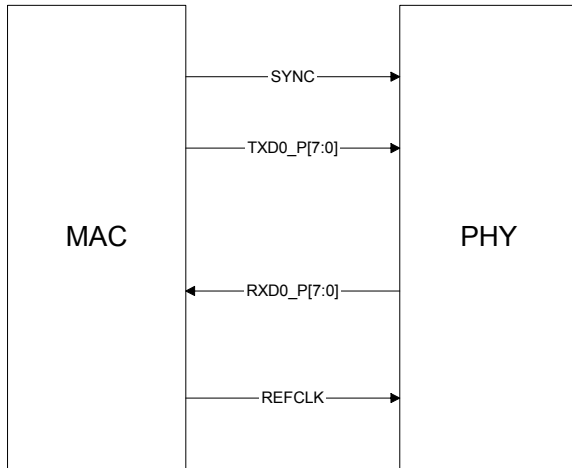 SYNC
TXD0_P[7:0]
MAC
PHY
RXD0_P[7:0]
REFCLK